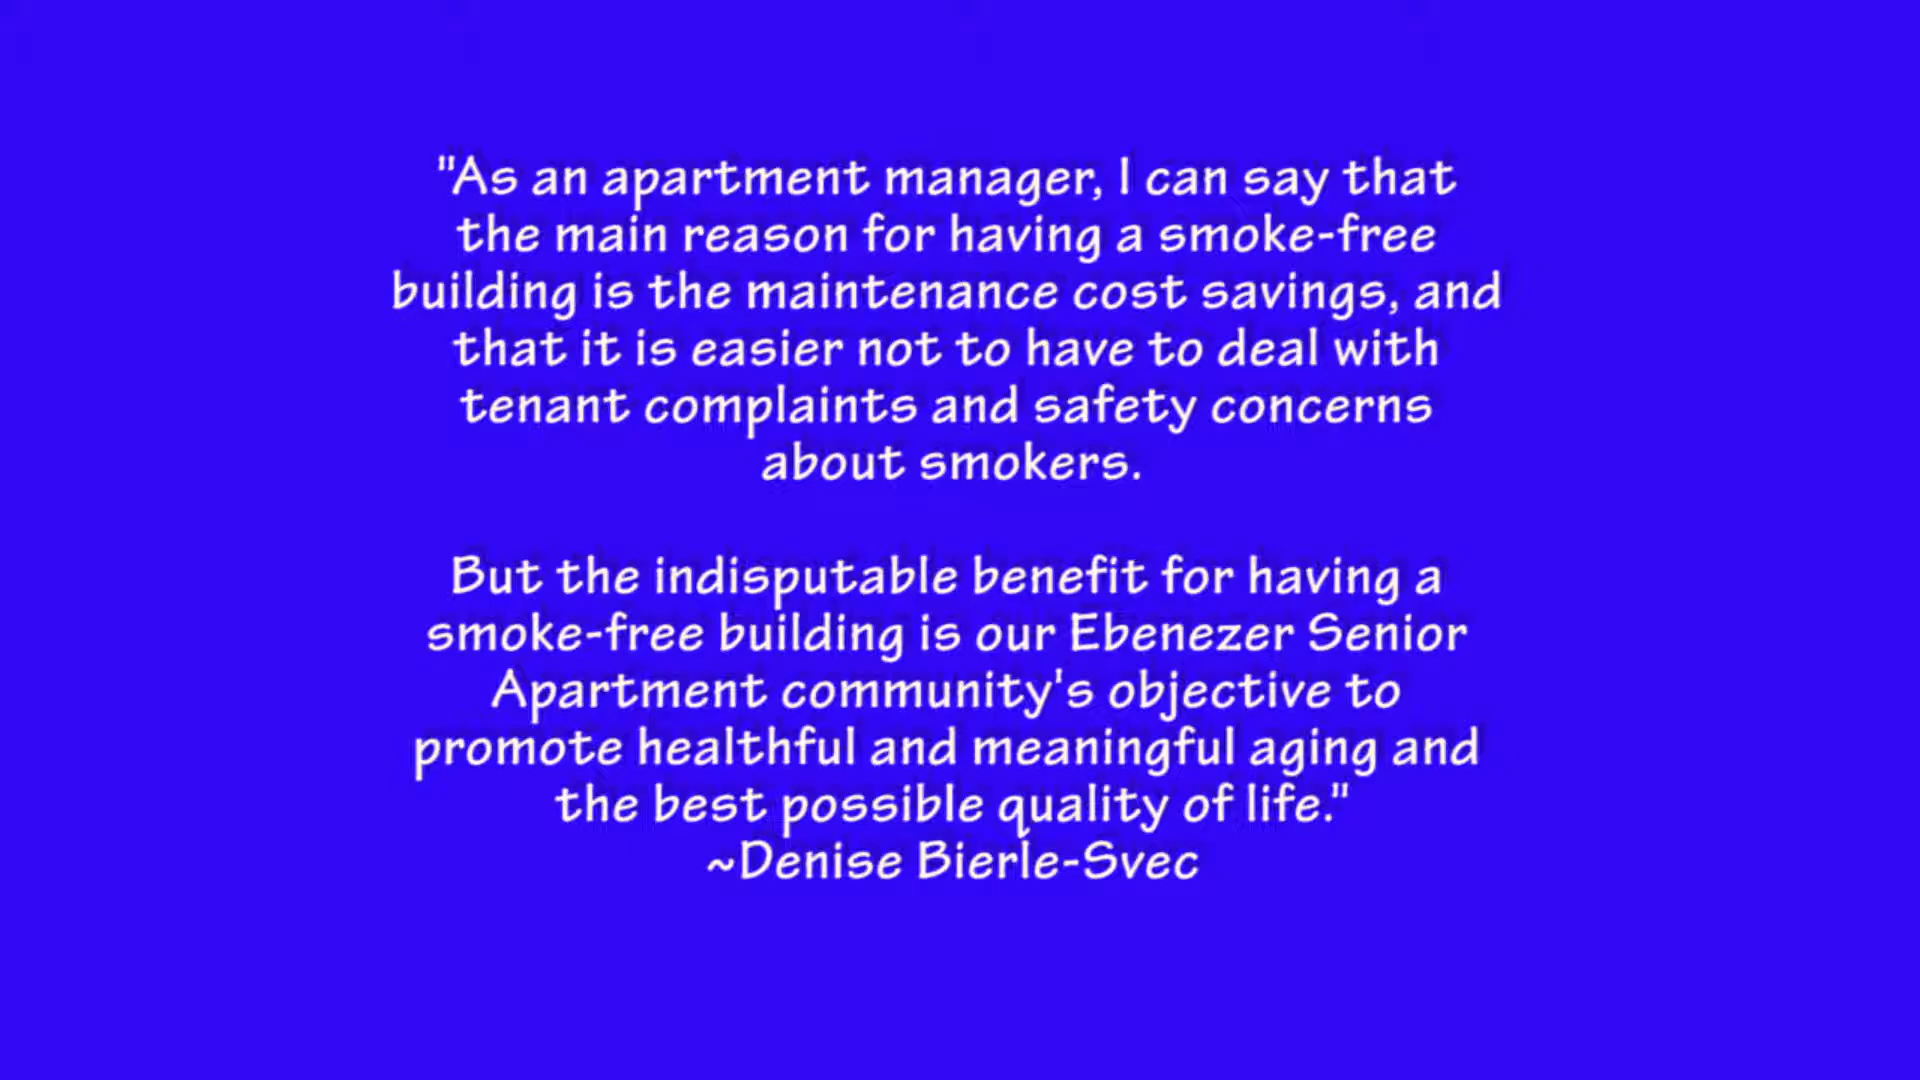 "As an apartment manager, I can say that
the main reason for having a smoke-free
building is the maintenance cost savings, and
that it is easier not to have to deal with
tenant complaints and safety concerns
about smokers.
But the indisputable benefit for having a
smoke-free building is our Ebenezer Senior
Apartment community's objective to
promote healthful and meaningful aging and
the best possible quality of life."
~Denise Bierle-Svec